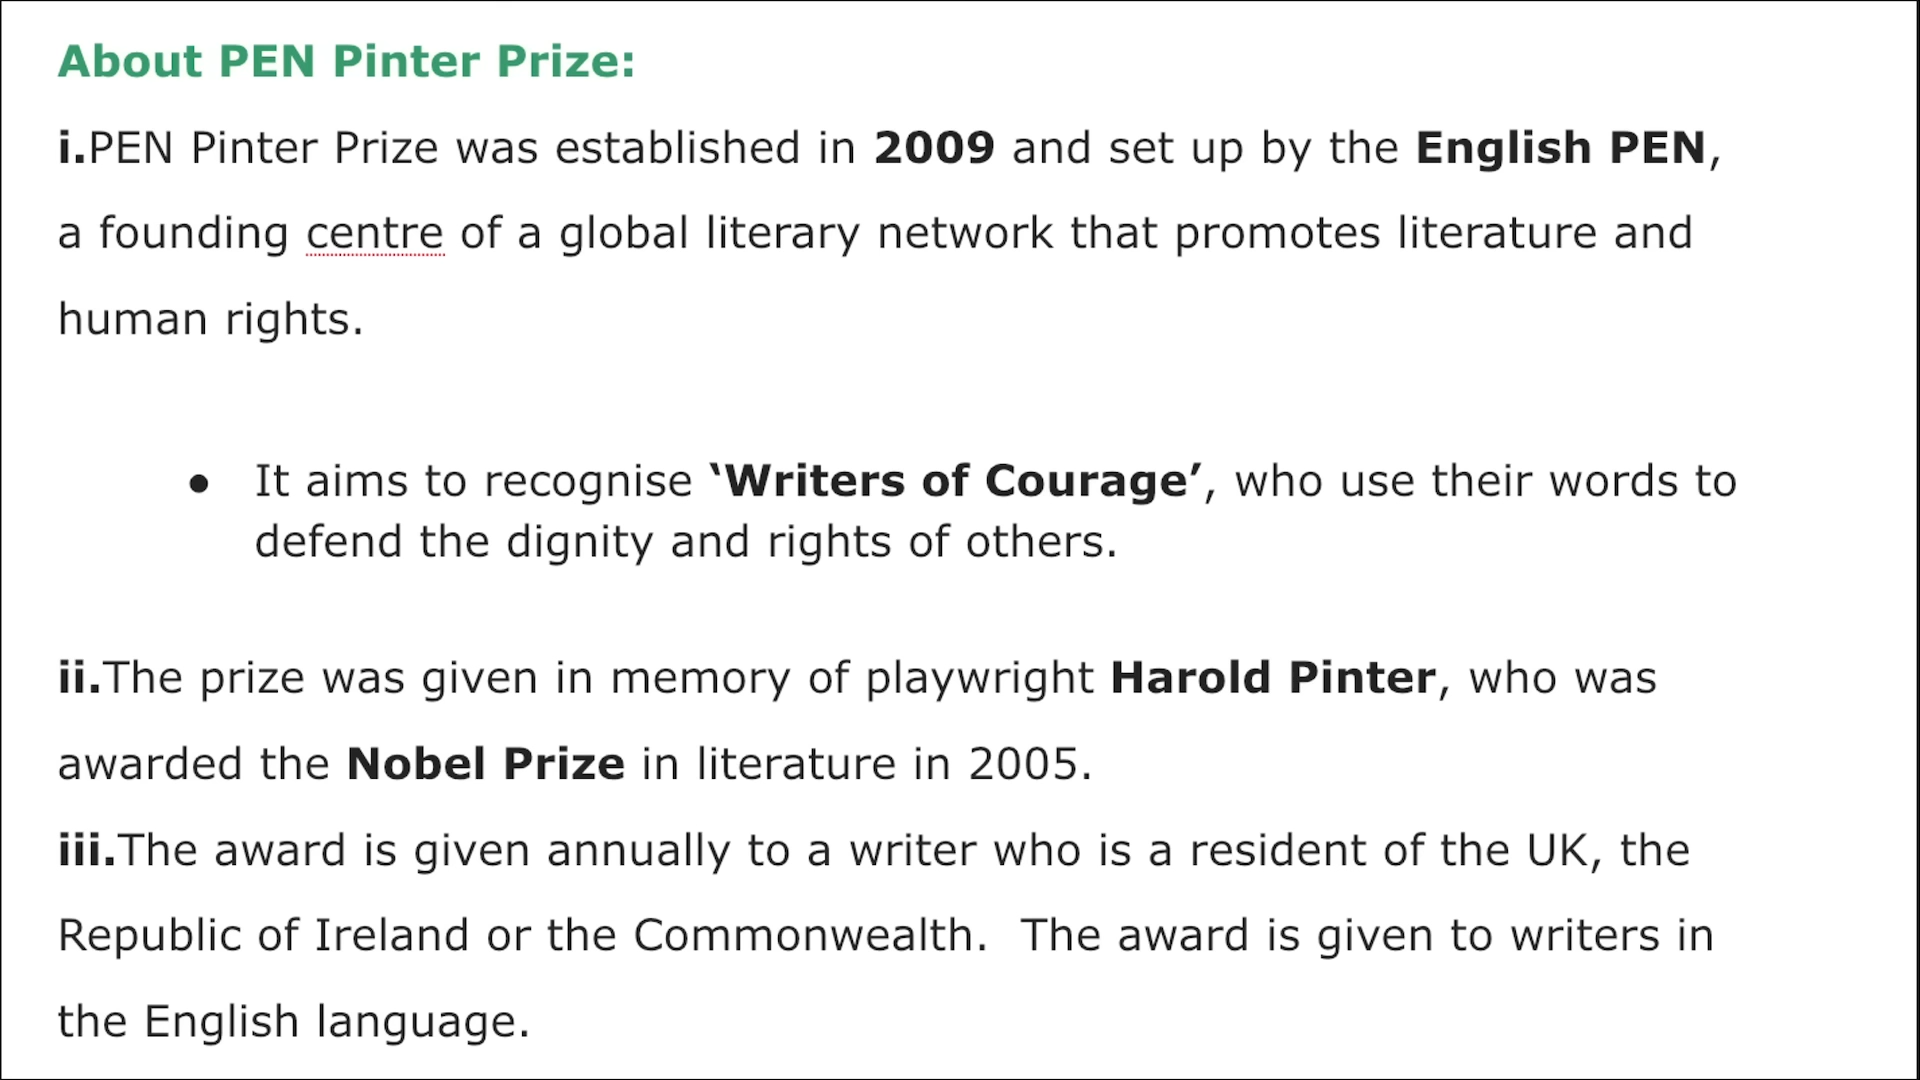 About PEN Pinter Prize:
i.PEN Pinter Prize was established in 2009 and set up by the English PEN,
a founding centre of a global literary network that promotes literature and
human rights.
● It aims to recognise ‘Writers of Courage’, who use their words to
defend the dignity and rights of others.
ii.The prize was given in memory of playwright Harold Pinter, who was
awarded the Nobel Prize in literature in 2005.
iii.The award is given annually to a writer who is a resident of the UK, the
Republic of Ireland or the Commonwealth.  The award is given to writers in
the English language.